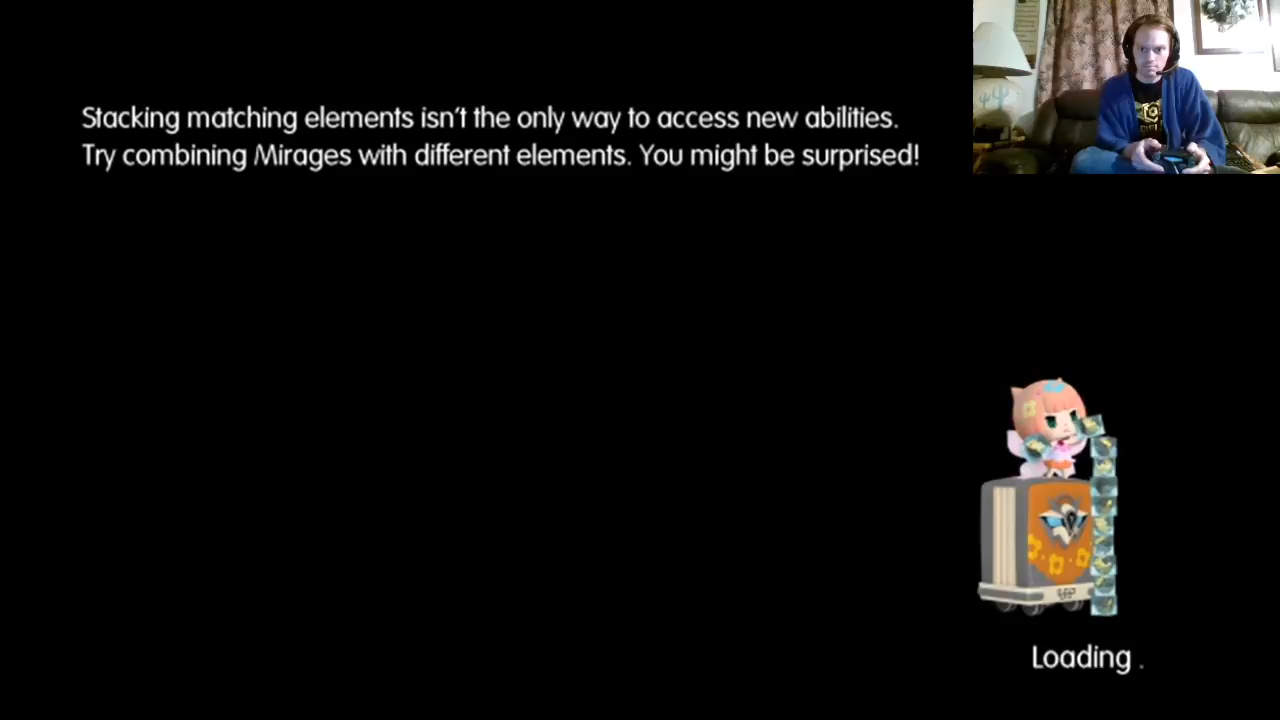 Stacking matching elements isn't the only way to access new abilities.
Try combining Mirages with different elements. You might be surprised!
Loading .